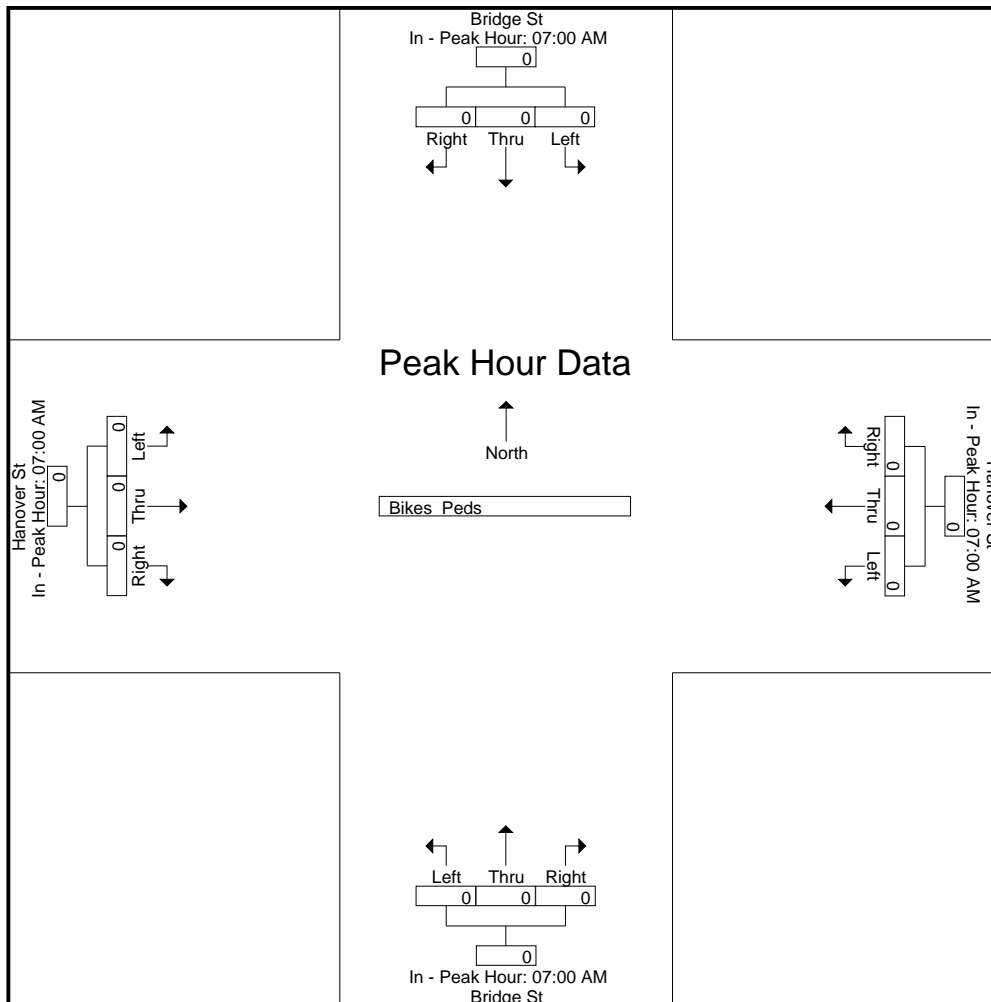 Bridge St
In - Peak Hour: 07:00 AM
0
0 0 0
Right Thru Left
Peak Hour Data
North
Bikes Peds
Hanover St
In - Peak Hour: 07:00 AM
0
0 0 0
Left Thru Right
Hanover St
In - Peak Hour: 07:00 AM
0
0 0 0
Right Thru Left
Left Thru Right
0 0 0
0
In - Peak Hour: 07:00 AM
Bridge St